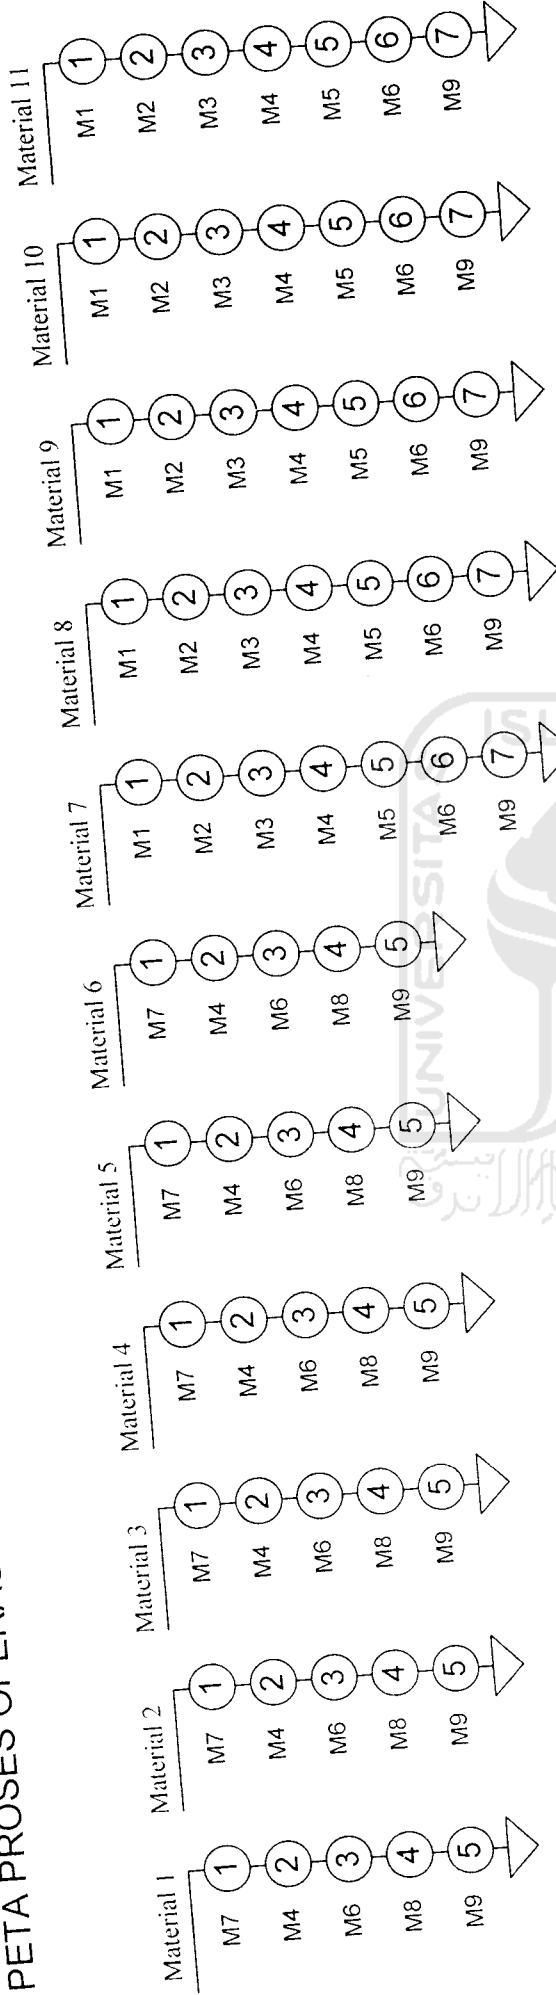 PETA PROSES
Material 1
M7 1
M4 2
M6 3
M8 4
M9 5
Material 2
M7 1
M4 2
M6 3
M8 4
M9 5
Material 3
M7 1
M4 2
M6 3
M8 4
M9 5
Material 4
M7 1
M4 2
M6 3
M8 4
M9 5
Material 5
M7 1
M4 2
M6 3
M8 4
M9 5
Material 6
M7 1
M4 2
M6 3
M8 4
M9 5
Material 7
M1 1
M2 2
M3 3
M4 4
M5 5
M6 6
M9 7
Material 8
M1 1
M2 2
M3 3
M4 4
M5 5
M6 6
M9 7
Material 9
M1 1
M2 2
M3 3
M4 4
M5 5
M6 6
M9 7
Material 10
M1 1
M2 2
M3 3
M4 4
M5 5
M6 6
M9 7
Material 11
M1 1
M2 2
M3 3
M4 4
M5 5
M6 6
M9 7
UNIVERSITAS
ISL